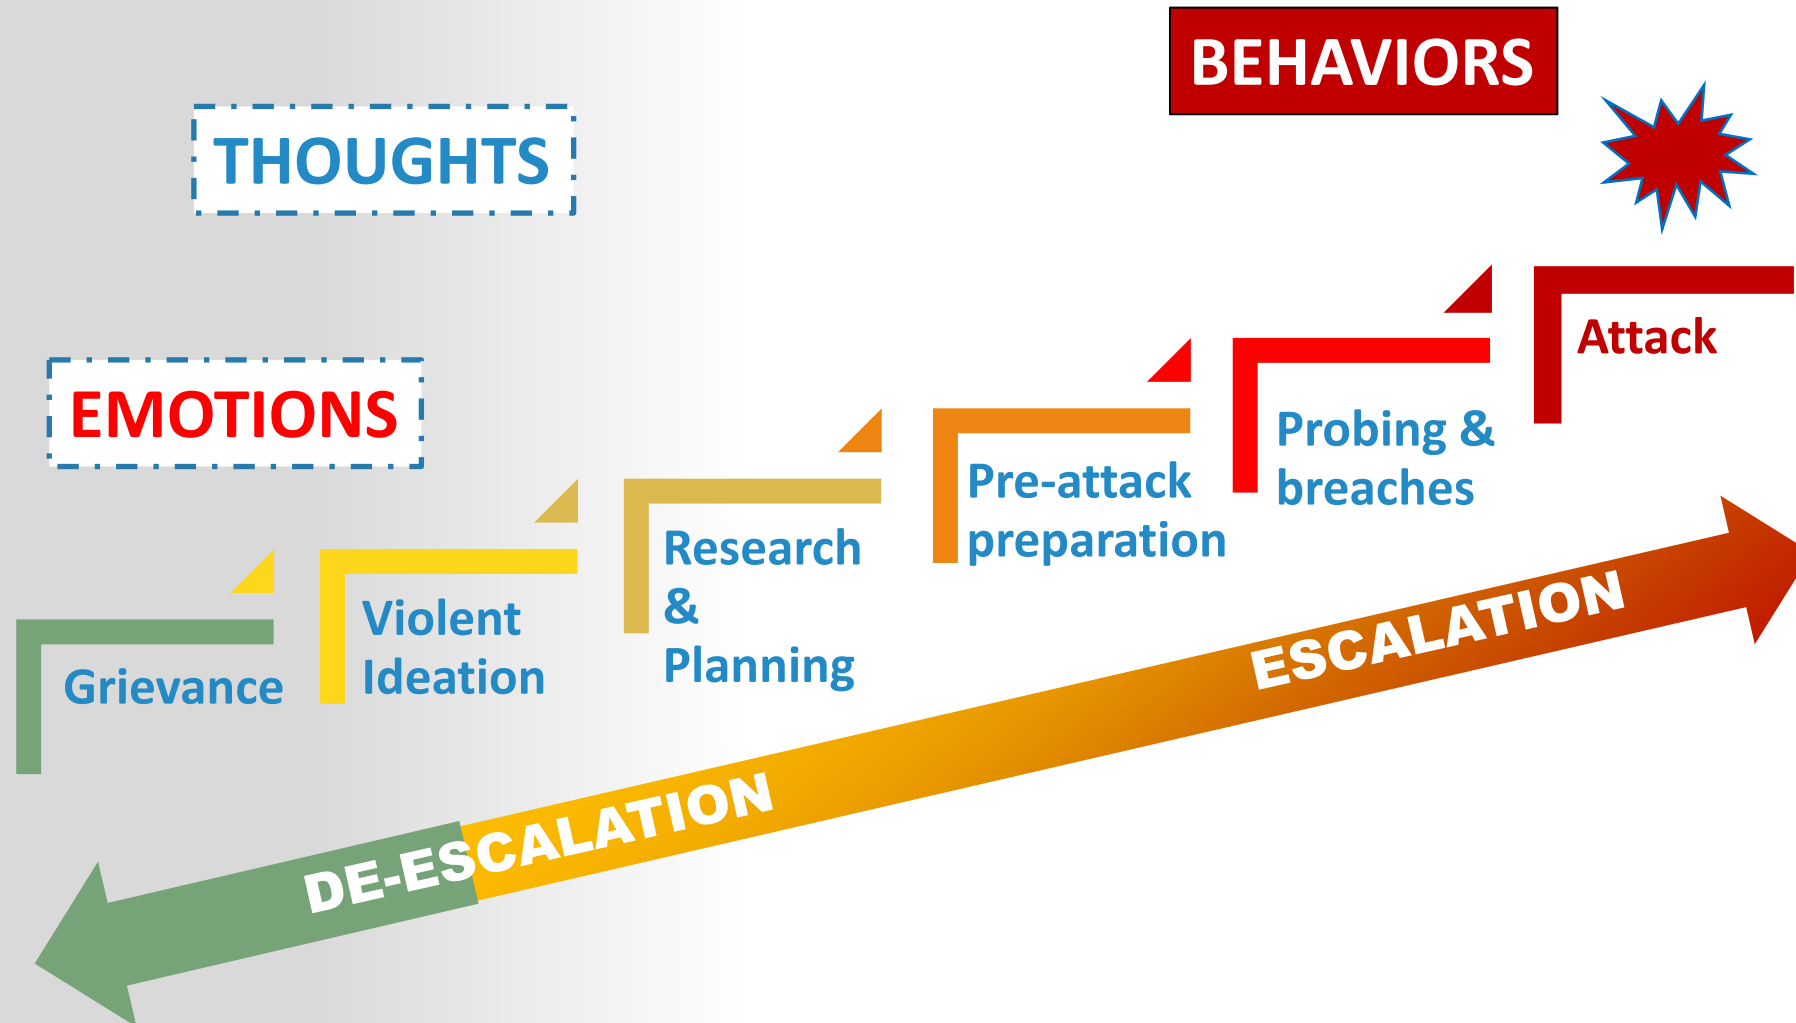 BEHAVIORS
THOUGHTS
EMOTIONS
Grievance
Violent
Ideation
Research
&
Planning
Pre-attack
preparation
Probing &
breaches
Attack
DE-ESCALATION
ESCALATION